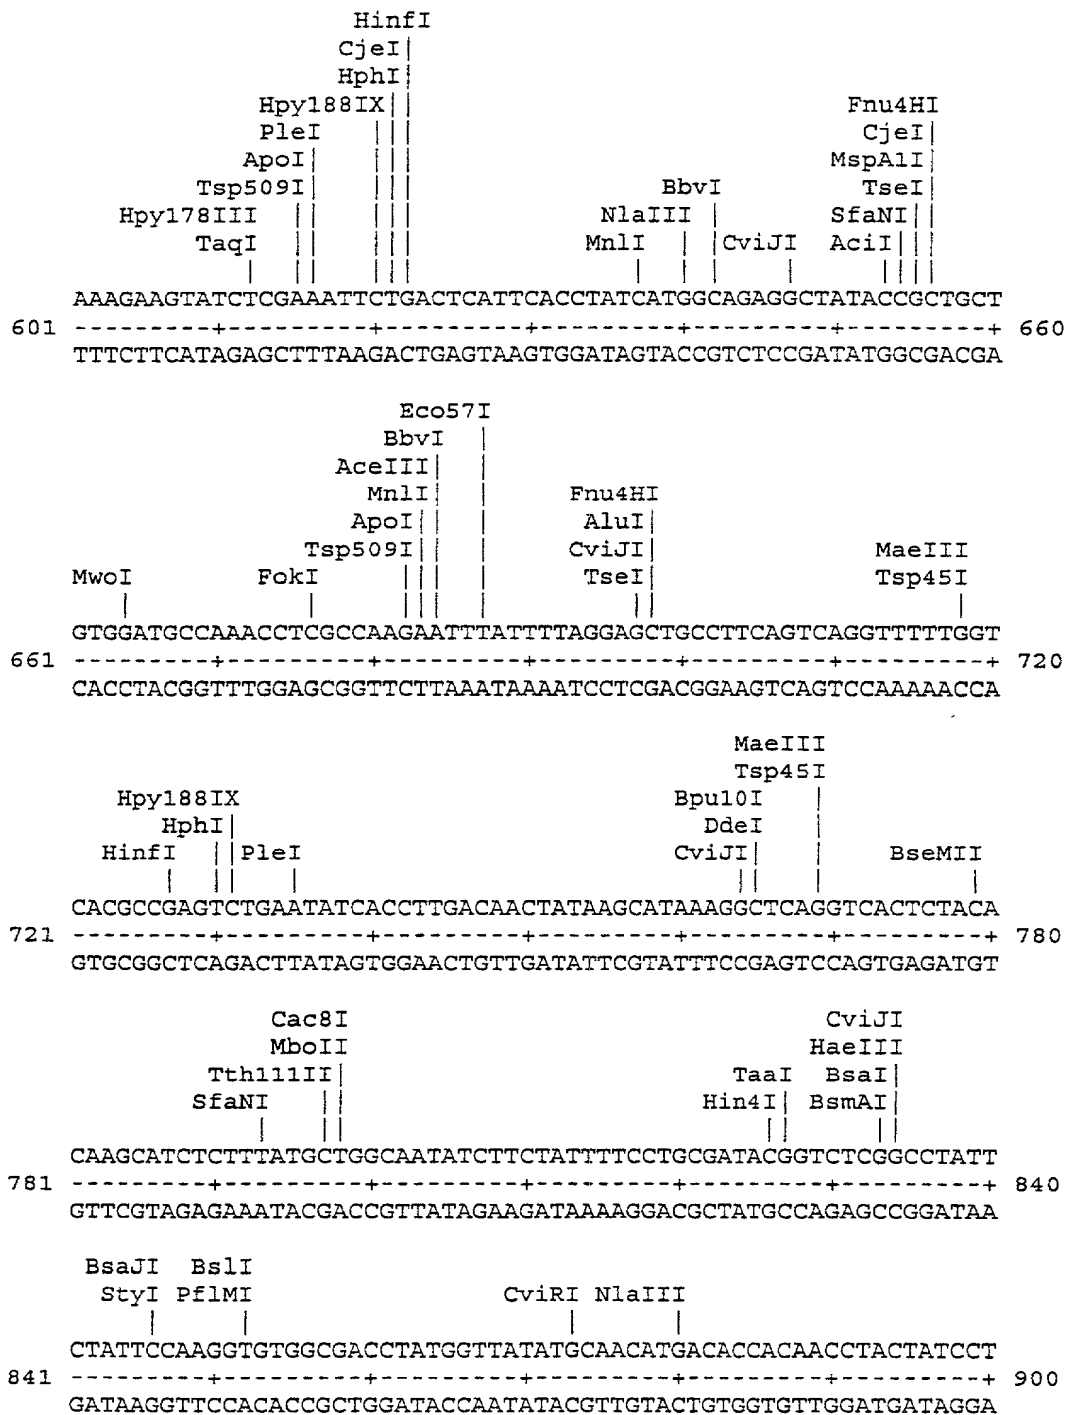 HinfI
CjeI
HphI
Hpy188IX Fnu4HI
PleI CjeI
ApoI MspA1I
Tsp509I BbvI TseI
Hpy178III NlaIII SfaNI
TaqI MnlI CviJI AciI
AAAGAAGTATCTCGAAATTCTGACTCATTCACCTATCATGGCAGAGGCTATACCGCTGCT
601 ---------+---------+---------+---------+---------+---------+ 660
TTTCTTCATAGAGCTTTAAGACTGAGTAAGTGGATAGTACCGTCTCCGATATGGCGACGA
Eco57I
BbvI
AceIII
MnlI Fnu4HI
ApoI AluI
Tsp509I CviJI MaeIII
MwoI FokI TseI Tsp45I
GTGGATGCCAAACCTCGCCAAGAATTTATTTTAGGAGCTGCCTTCAGTCAGGTTTTTGGT
661 ---------+---------+---------+---------+---------+---------+ 720
CACCTACGGTTTGGAGCGGTTCTTAAATAAAATCCTCGACGGAAGTCAGTCCAAAAACCA
MaeIII
Tsp45I
Hpy188IX Bpu10I
HphI DdeI
HinfI PleI CviJI BseMII
CACGCCGAGTCTGAATATCACCTTGACAACTATAAGCATAAAGGCTCAGGTCACTCTACA
721 ---------+---------+---------+---------+---------+---------+ 780
GTGCGGCTCAGACTTATAGTGGAACTGTTGATATTCGTATTTCCGAGTCCAGTGAGATGT
Cac8I CviJI
MboII HaeIII
Tth111II TaaI BsaI
SfaNI Hin4I BsmAI
CAAGCATCTCTTTATGCTGGCAATATCTTCTATTTTCCTGCGATACGGTCTCGGCCTATT
781 ---------+---------+---------+---------+---------+---------+ 840
GTTCGTAGAGAAATACGACCGTTATAGAAGATAAAAGGACGCTATGCCAGAGCCGGATAA
BsaJI BslI
StyI PflMI CviRI NlaIII
CTATTCCAAGGTGTGGCGACCTATGGTTATATGCAACATGACACCACAACCTACTATCCT
841 ---------+---------+---------+---------+---------+---------+ 900
GATAAGGTTCCACACCGCTGGATACCAATATACGTTGTACTGTGGTGTTGGATGATAGGA